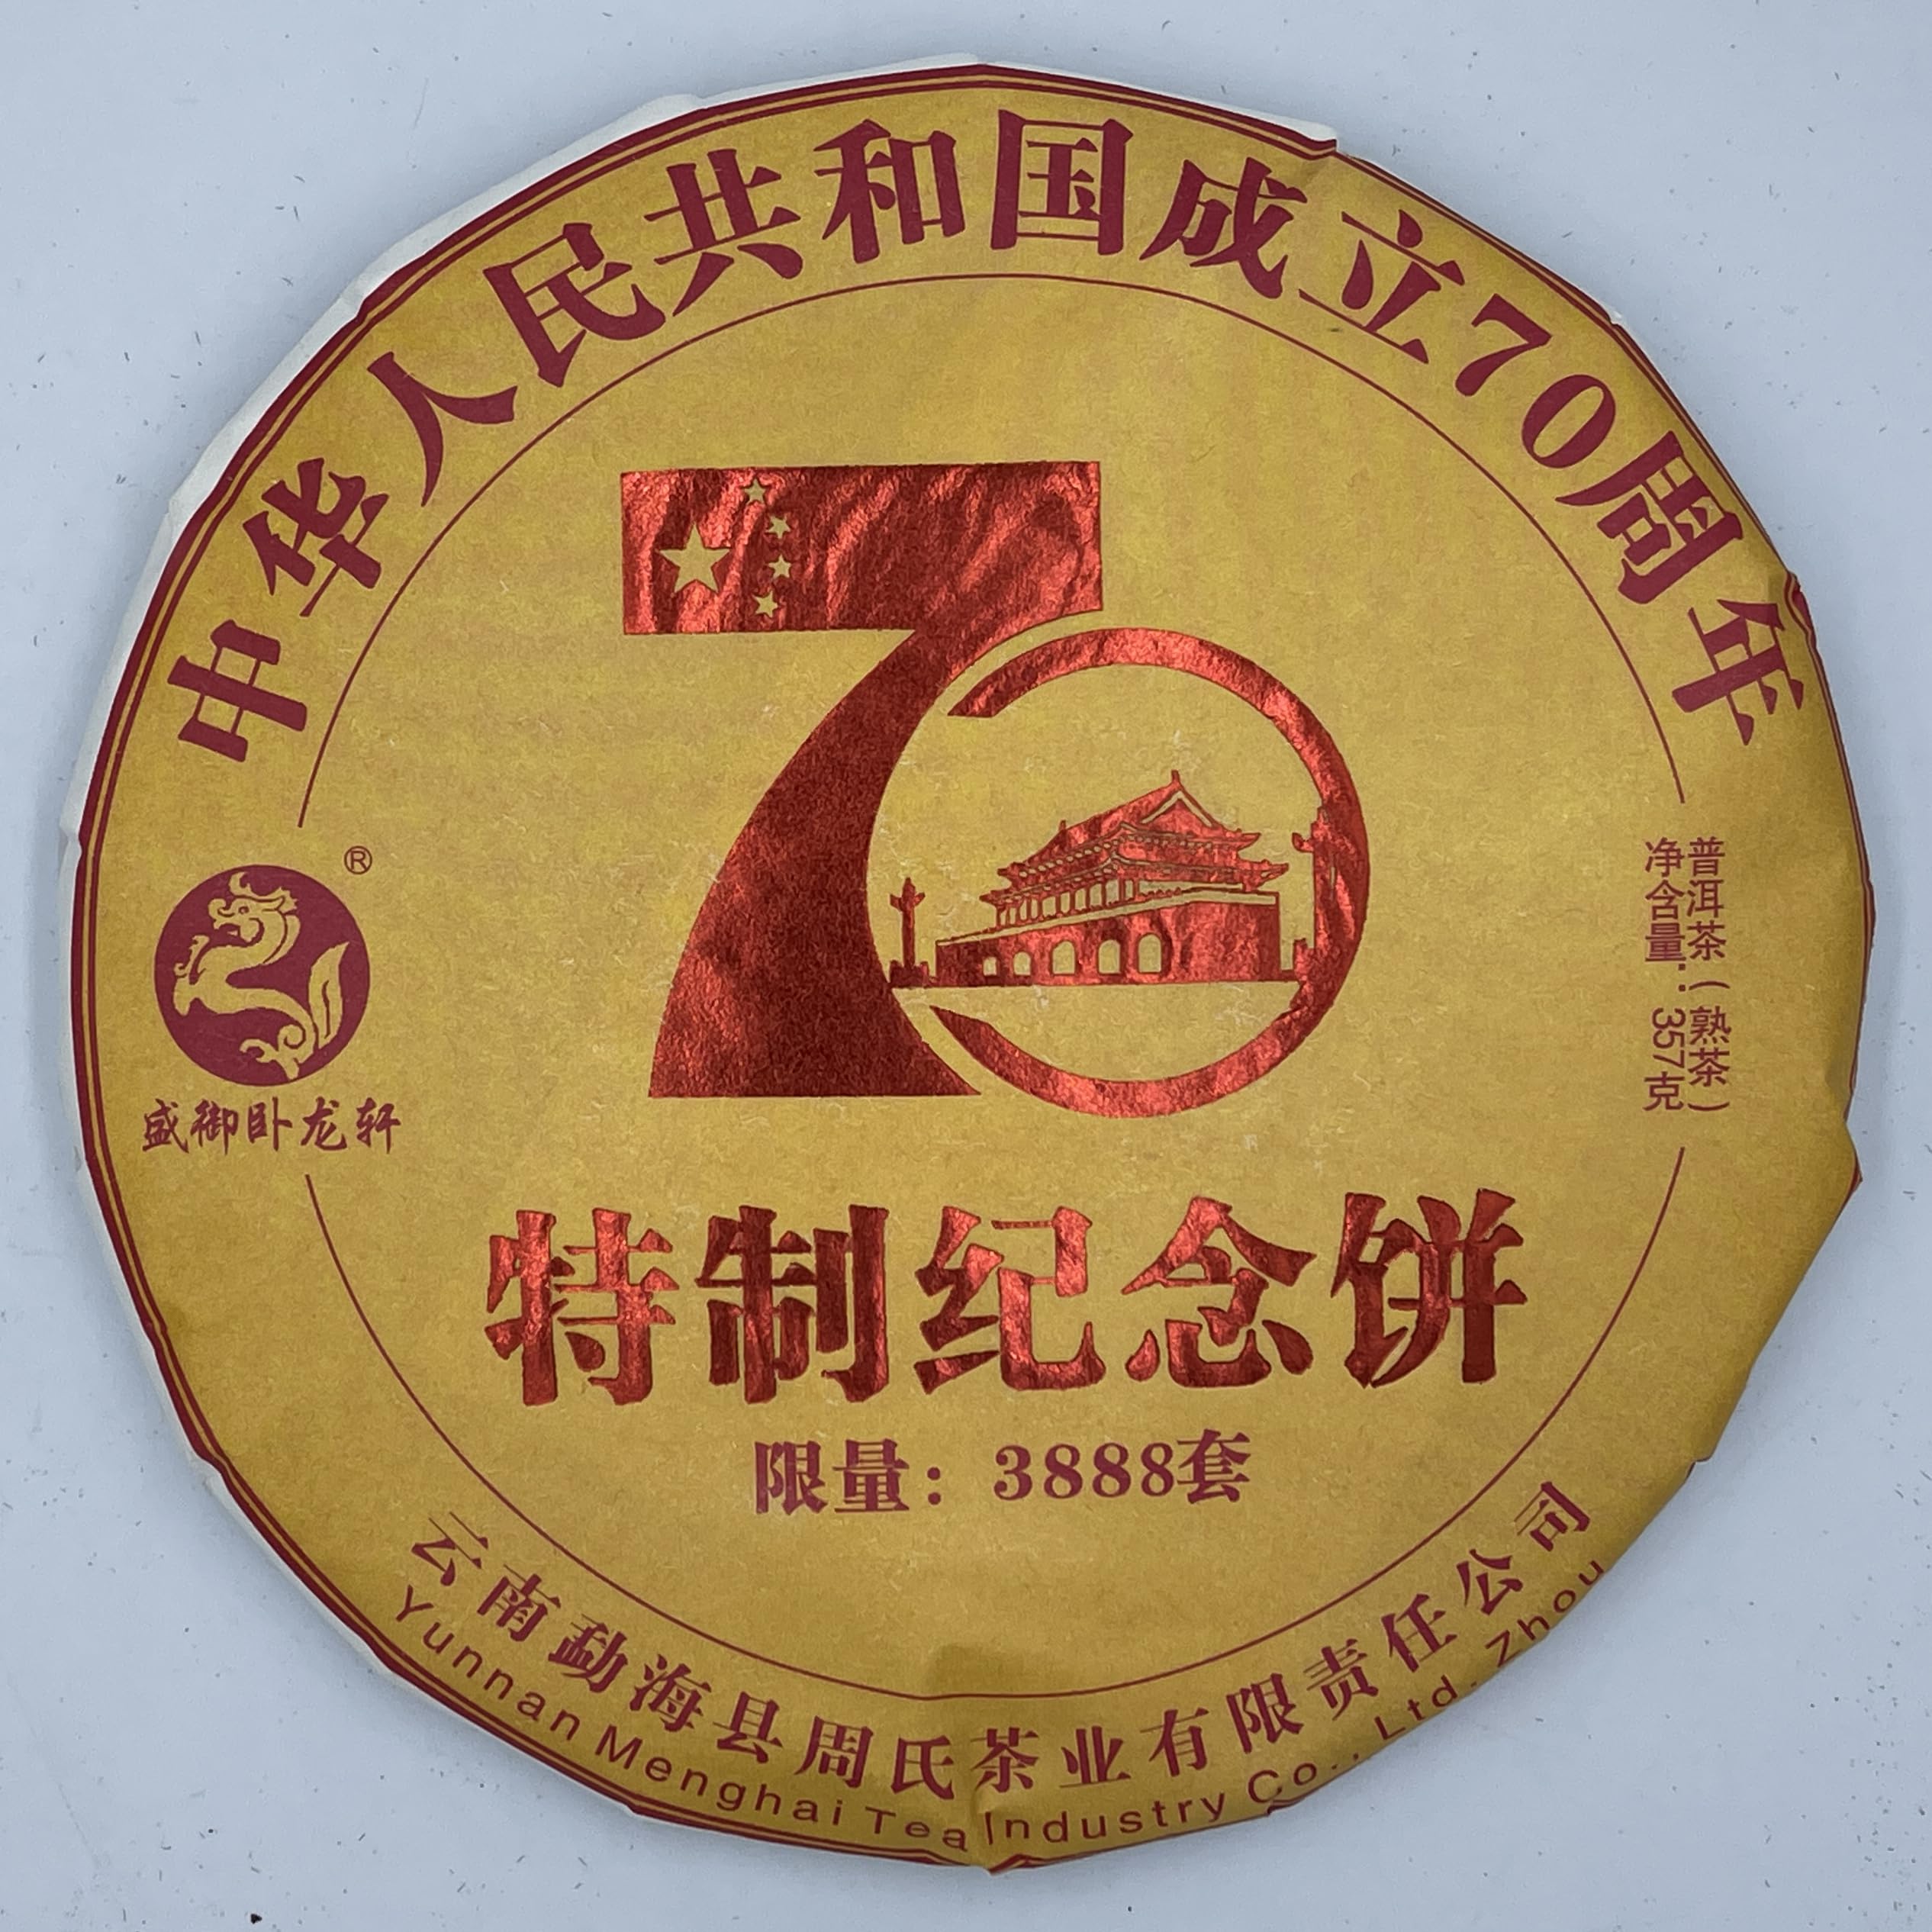 中华人民共和国成立70周年
70
®
盛御卧龙轩
普洱茶(熟茶)
净含量:357克
特制纪念饼
限量:3888套
云南勐海县周氏茶业有限责任公司
Yunnan Menghai Tea Industry Co., Ltd. Zhou